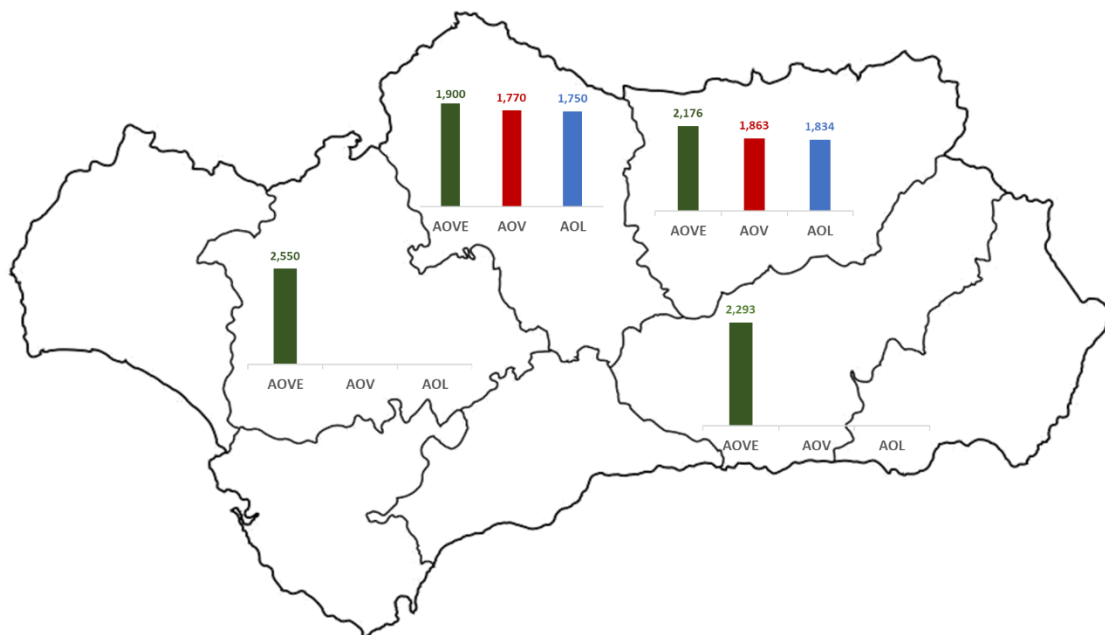 1,900 1,770 1,750
AOVE AOV AOL
2,176 1,863 1,834
AOVE AOV AOL
2,550
AOVE AOV AOL
2,293
AOVE AOV AOL